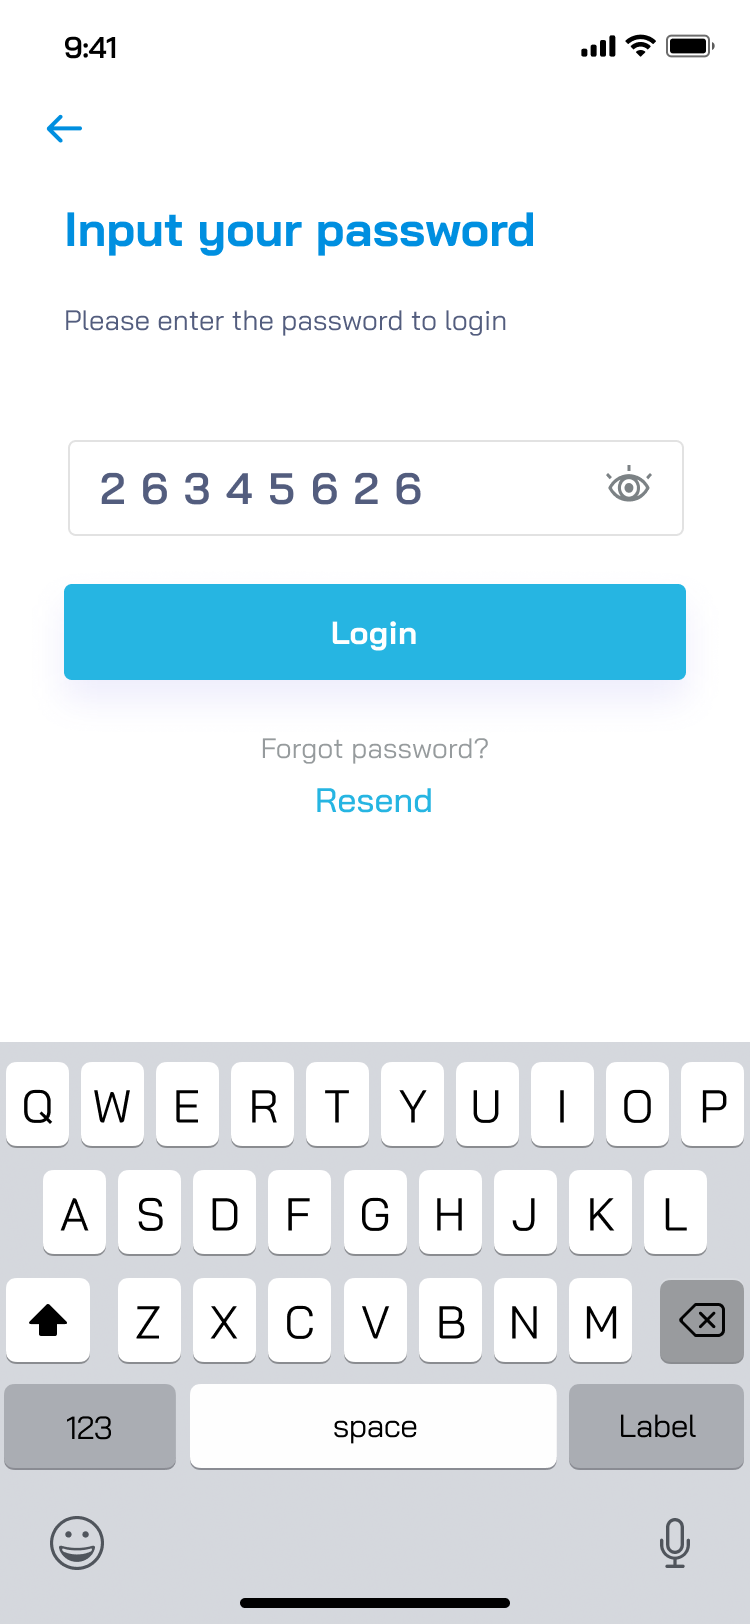 9:41
Input your password
Please enter the password to login
2 6 3 4 5 6 2 6
Login
Forgot password?
Resend
Q W E R T Y U I O P
A S D F G H J K L
Z X C V B N M
123 space Label